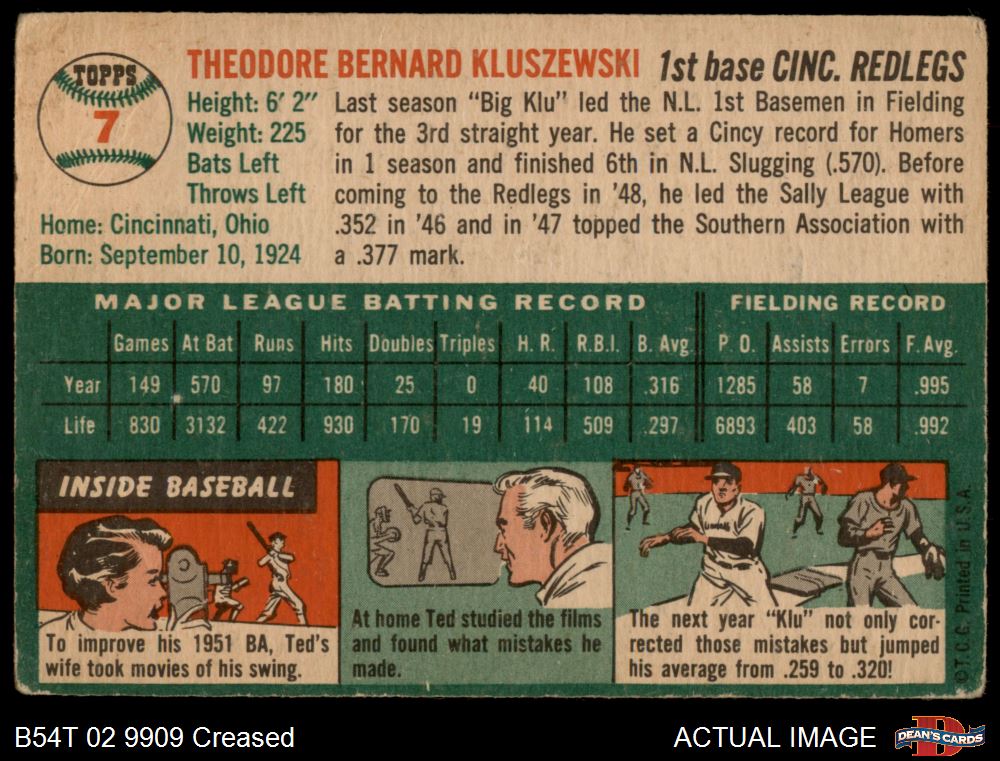 TOPPS
7
THEODORE BERNARD KLUSZEWSKI 1st base CINC. REDLEGS
Height: 6' 2"
Weight: 225
Bats Left
Throws Left
Home: Cincinnati, Ohio
Born: September 10, 1924
Last season "Big Klu" led the N.L. 1st Basemen in Fielding
for the 3rd straight year. He set a Cincy record for Homers
in 1 season and finished 6th in N.L. Slugging (.570). Before
coming to the Redlegs in '48, he led the Sally League with
.352 in '46 and in '47 topped the Southern Association with
a .377 mark.
MAJOR LEAGUE BATTING RECORD FIELDING RECORD
Games At Bat Runs Hits Doubles Triples H. R. R.B.I. B. Avg. P. O. Assists Errors F. Avg.
Year 149 570 97 180 25 0 40 108 .316 1285 58 7 .995
Life 830 3132 422 930 170 19 114 509 .297 6893 403 58 .992
INSIDE BASEBALL
To improve his 1951 BA, Ted's
wife took movies of his swing.
At home Ted studied the films
and found what mistakes he
made.
The next year "Klu" not only cor-
rected those mistakes but jumped
his average from .259 to .320!
©T.C.G. Printed in U.S.A.
B54T 02 9909 Creased
ACTUAL IMAGE
DEAN'S CARDS